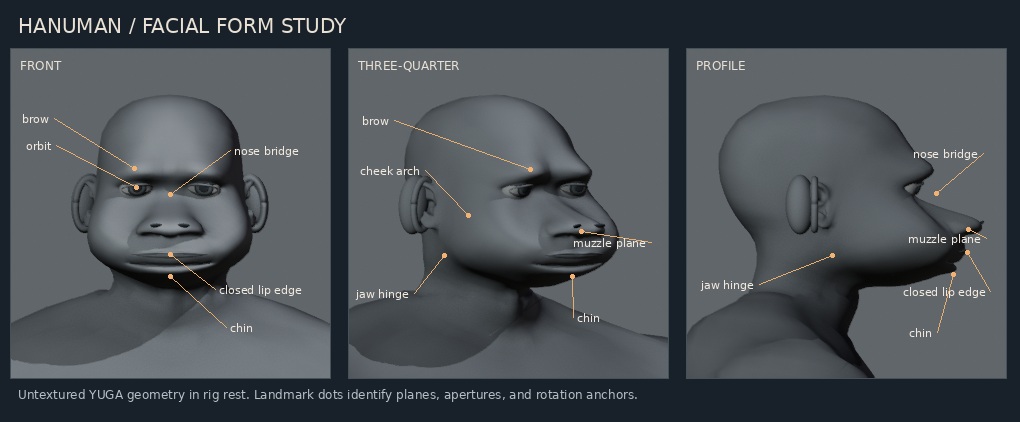 HANUMAN / FACIAL FORM STUDY
FRONT
brow
orbit
nose bridge
closed lip edge
chin
THREE-QUARTER
brow
cheek arch
muzzle plane
jaw hinge
chin
PROFILE
nose bridge
muzzle plane
jaw hinge
closed lip edge
chin
Untextured YUGA geometry in rig rest. Landmark dots identify planes, apertures, and rotation anchors.